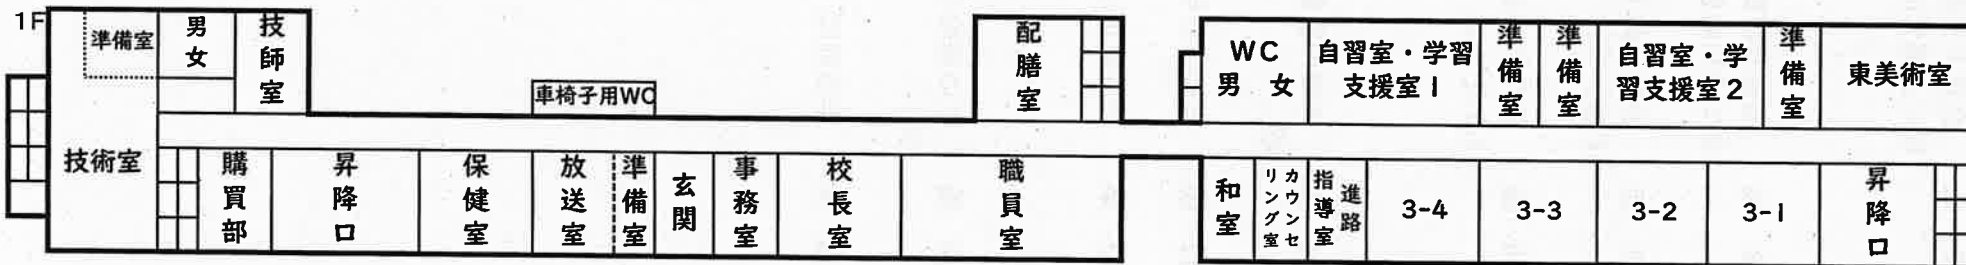 1F
準備室
男女
技師室
車椅子用WC
配膳室
WC
男 女
自習室・学習
支援室1
準備室
準備室
自習室・学
習支援室2
準備室
東美術室
技術室
購買部
昇降口
保健室
放送室
準備室
玄関
事務室
校長室
職員室
和室
カウンセ
リング室
進路
指導室
3-4
3-3
3-2
3-1
昇降口